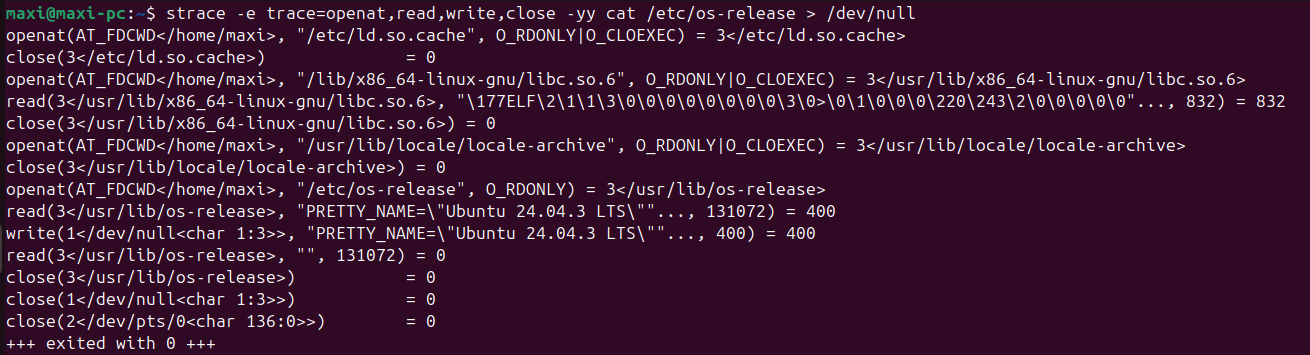 maxi@maxi-pc:~$ strace -e trace=openat,read,write,close -yy cat /etc/os-release > /dev/null
openat(AT_FDCWD</home/maxi>, "/etc/ld.so.cache", O_RDONLY|O_CLOEXEC) = 3</etc/ld.so.cache>
close(3</etc/ld.so.cache>)              = 0
openat(AT_FDCWD</home/maxi>, "/lib/x86_64-linux-gnu/libc.so.6", O_RDONLY|O_CLOEXEC) = 3</usr/lib/x86_64-linux-gnu/libc.so.6>
read(3</usr/lib/x86_64-linux-gnu/libc.so.6>, "\177ELF\2\1\1\3\0\0\0\0\0\0\0\0\3\0>\0\1\0\0\0\220\243\2\0\0\0\0\0"..., 832) = 832
close(3</usr/lib/x86_64-linux-gnu/libc.so.6>) = 0
openat(AT_FDCWD</home/maxi>, "/usr/lib/locale/locale-archive", O_RDONLY|O_CLOEXEC) = 3</usr/lib/locale/locale-archive>
close(3</usr/lib/locale/locale-archive>) = 0
openat(AT_FDCWD</home/maxi>, "/etc/os-release", O_RDONLY) = 3</usr/lib/os-release>
read(3</usr/lib/os-release>, "PRETTY_NAME=\"Ubuntu 24.04.3 LTS\""..., 131072) = 400
write(1</dev/null<char 1:3>>, "PRETTY_NAME=\"Ubuntu 24.04.3 LTS\""..., 400) = 400
read(3</usr/lib/os-release>, "", 131072) = 0
close(3</usr/lib/os-release>)           = 0
close(1</dev/null<char 1:3>>)           = 0
close(2</dev/pts/0<char 136:0>>)        = 0
+++ exited with 0 +++